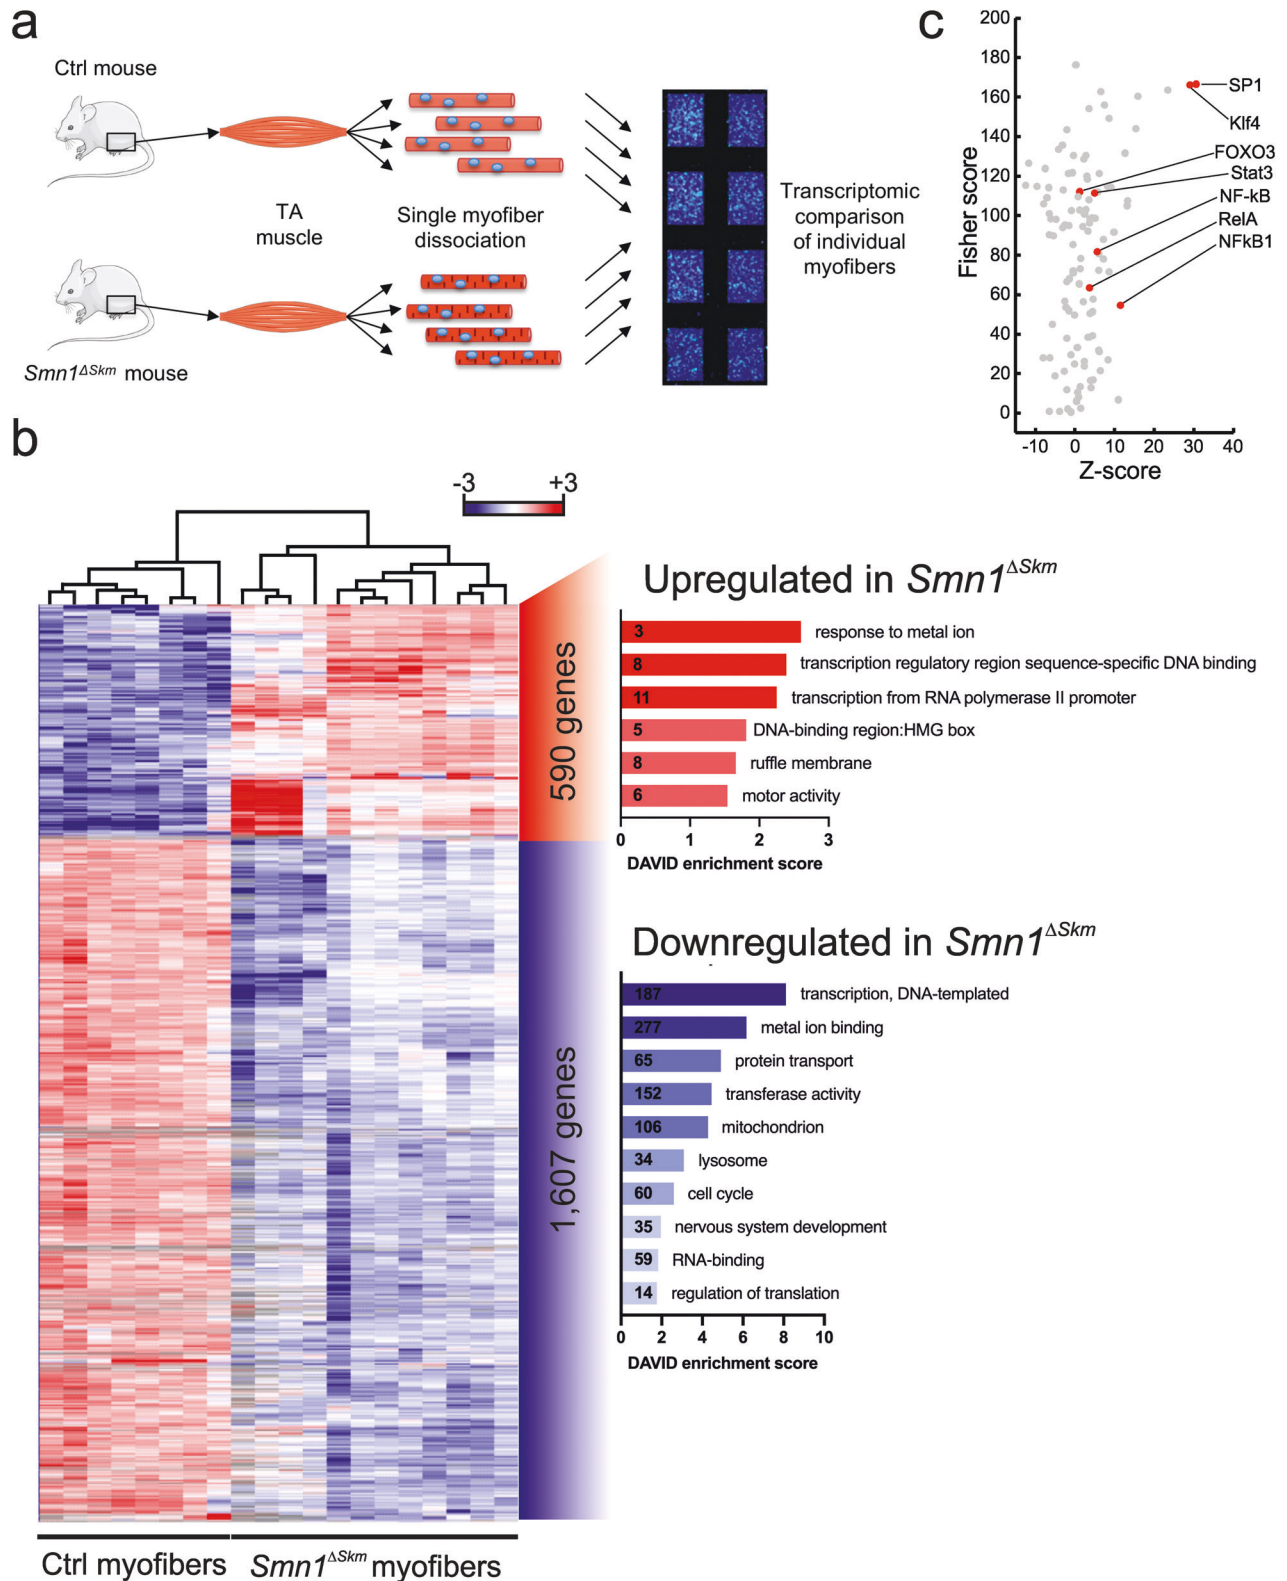 a
Ctrl mouse
TA
muscle
Single myofiber
dissociation
Transcriptomic
comparison
of individual
myofibers
Smn1ΔSkm mouse
c
Fisher score
200
180
160
140
120
100
80
60
40
20
0
-10 0 10 20 30 40
Z-score
SP1
Klf4
FOXO3
Stat3
NF-kB
RelA
NFkB1
b
-3 +3
590 genes
1,607 genes
Ctrl myofibers
Smn1ΔSkm myofibers
Upregulated in Smn1ΔSkm
3 response to metal ion
8 transcription regulatory region sequence-specific DNA binding
11 transcription from RNA polymerase II promoter
5 DNA-binding region:HMG box
8 ruffle membrane
6 motor activity
0 1 2 3
DAVID enrichment score
Downregulated in Smn1ΔSkm
187 transcription, DNA-templated
277 metal ion binding
65 protein transport
152 transferase activity
106 mitochondrion
34 lysosome
60 cell cycle
35 nervous system development
59 RNA-binding
14 regulation of translation
0 2 4 6 8 10
DAVID enrichment score